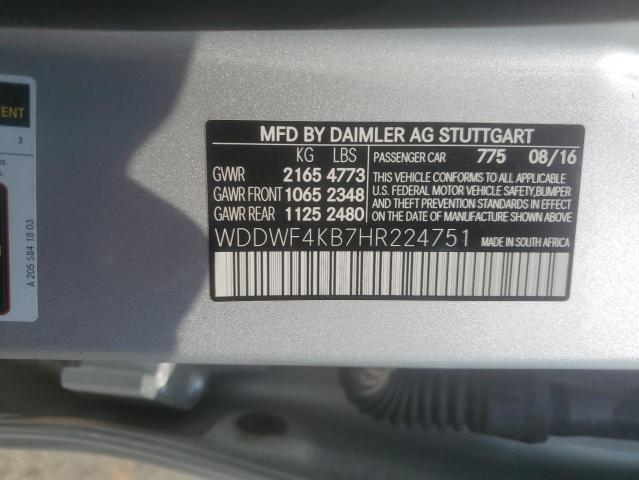 ENT
3
s.
A 205 584 18 03
MFD BY DAIMLER AG STUTTGART
KG LBS PASSENGER CAR 775 08/16
GVWR 2165 4773
GAWR FRONT 1065 2348
GAWR REAR 1125 2480
THIS VEHICLE CONFORMS TO ALL APPLICABLE
U.S. FEDERAL MOTOR VEHICLE SAFETY, BUMPER
AND THEFT PREVENTION STANDARDS IN EFFECT
ON THE DATE OF MANUFACTURE SHOWN ABOVE
WDDWF4KB7HR224751 MADE IN SOUTH AFRICA